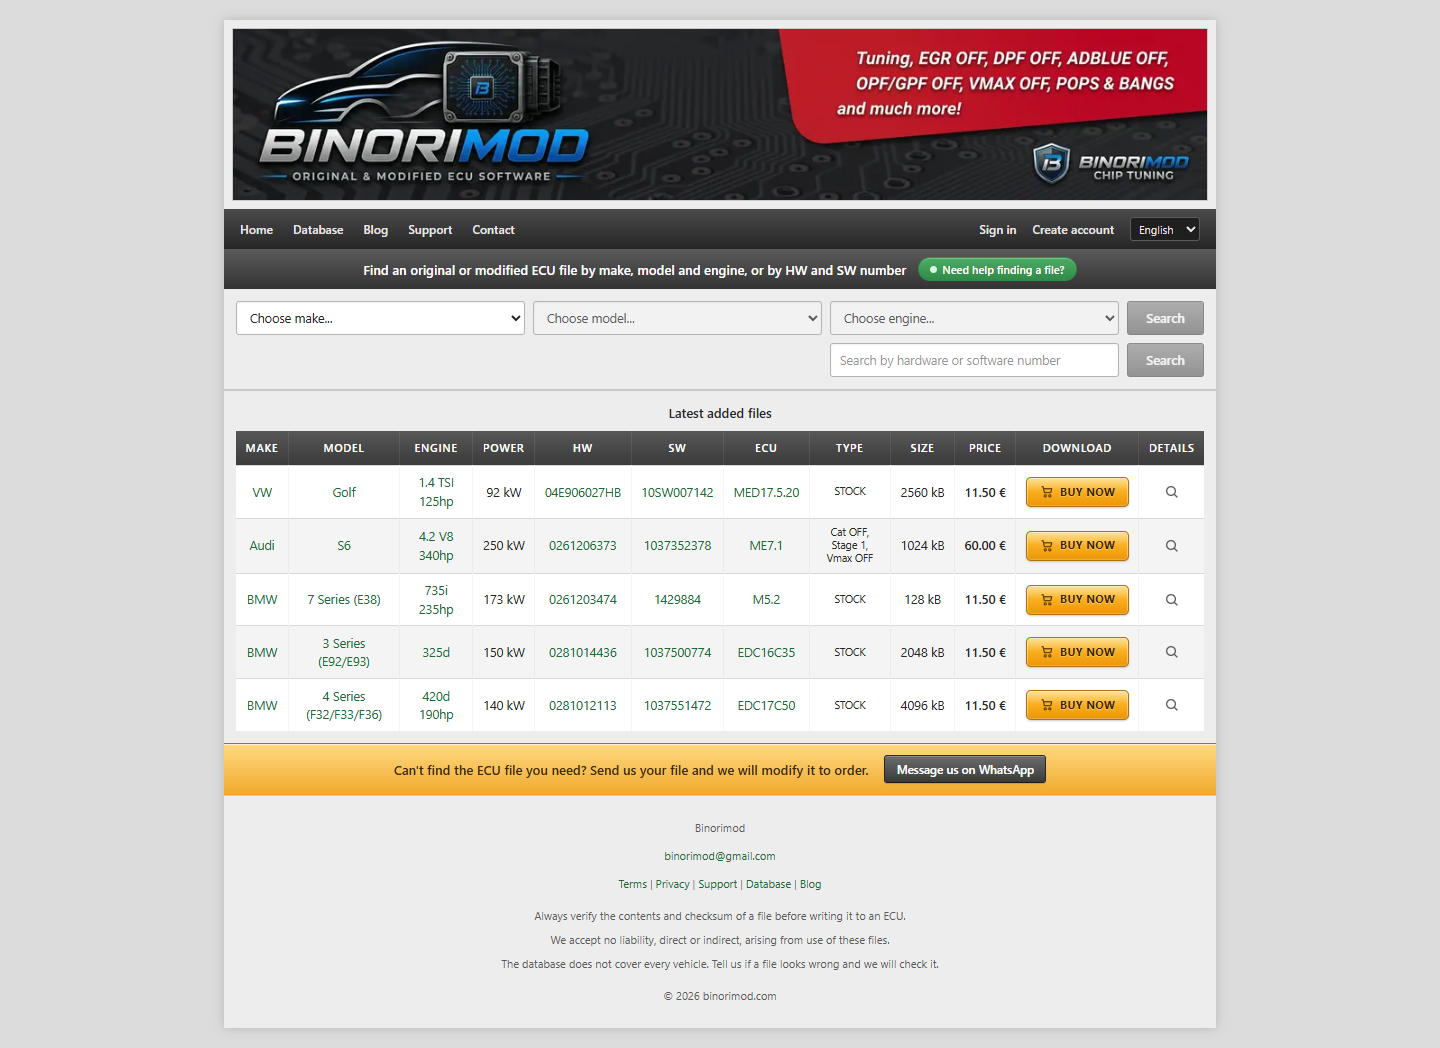 Tuning, EGR OFF, DPF OFF, ADBLUE OFF,
OPF/GPF OFF, VMAX OFF, POPS & BANGS
and much more!
B
BINORIMOD
ORIGINAL & MODIFIED ECU SOFTWARE
B
BINORIMOD
CHIP TUNING
Home Database Blog Support Contact Sign in Create account English
Find an original or modified ECU file by make, model and engine, or by HW and SW number Need help finding a file?
Choose make... Choose model... Choose engine... Search
Search by hardware or software number Search
Latest added files
MAKE MODEL ENGINE POWER HW SW ECU TYPE SIZE PRICE DOWNLOAD DETAILS
VW Golf 1.4 TSI 125hp 92 kW 04E906027HB 10SW007142 MED17.5.20 STOCK 2560 kB 11.50 € BUY NOW
Audi S6 4.2 V8 340hp 250 kW 0261206373 1037352378 ME7.1 Cat OFF, Stage 1, Vmax OFF 1024 kB 60.00 € BUY NOW
BMW 7 Series (E38) 735i 235hp 173 kW 0261203474 1429884 M5.2 STOCK 128 kB 11.50 € BUY NOW
BMW 3 Series (E92/E93) 325d 150 kW 0281014436 1037500774 EDC16C35 STOCK 2048 kB 11.50 € BUY NOW
BMW 4 Series (F32/F33/F36) 420d 190hp 140 kW 0281012113 1037551472 EDC17C50 STOCK 4096 kB 11.50 € BUY NOW
Can't find the ECU file you need? Send us your file and we will modify it to order. Message us on WhatsApp
Binorimod
binorimod@gmail.com
Terms | Privacy | Support | Database | Blog
Always verify the contents and checksum of a file before writing it to an ECU.
We accept no liability, direct or indirect, arising from use of these files.
The database does not cover every vehicle. Tell us if a file looks wrong and we will check it.
© 2026 binorimod.com